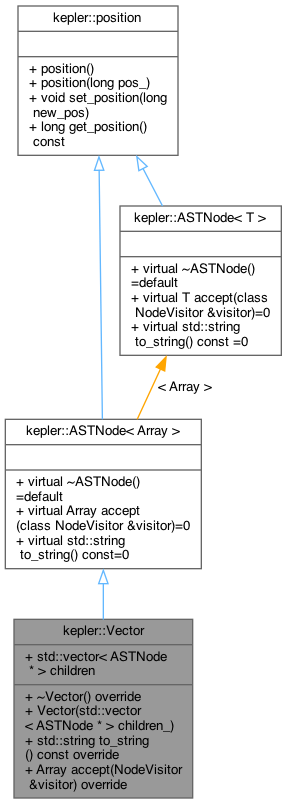 kepler::position
+ position()
+ position(long pos_)
+ void set_position(long
new_pos)
+ long get_position()
const
kepler::ASTNode< T >
+ virtual ~ASTNode()
=default
+ virtual T accept(class
NodeVisitor &visitor)=0
+ virtual std::string
to_string() const =0
< Array >
kepler::ASTNode< Array >
+ virtual ~ASTNode()
=default
+ virtual Array accept
(class NodeVisitor &visitor)=0
+ virtual std::string
to_string() const=0
kepler::Vector
+ std::vector< ASTNode
* > children
+ ~Vector() override
+ Vector(std::vector
< ASTNode * > children_)
+ std::string to_string
() const override
+ Array accept(NodeVisitor
&visitor) override